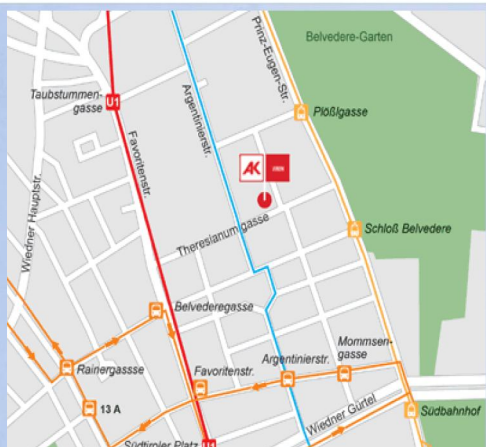 Belvedere-Garten
Prinz-Eugen-Str.
Taubstummen-
gasse
U1
Argentinierstr.
Plößlgasse
Favoritenstr.
AK
Wiedner Hauptstr.
Theresianumgasse
Schloß Belvedere
Belvederegasse
Mommsen-
gasse
Argentinierstr.
Rainergassse
Favoritenstr.
13 A
Wiedner Gürtel
Südbahnhof
Südtiroler Platz
U1